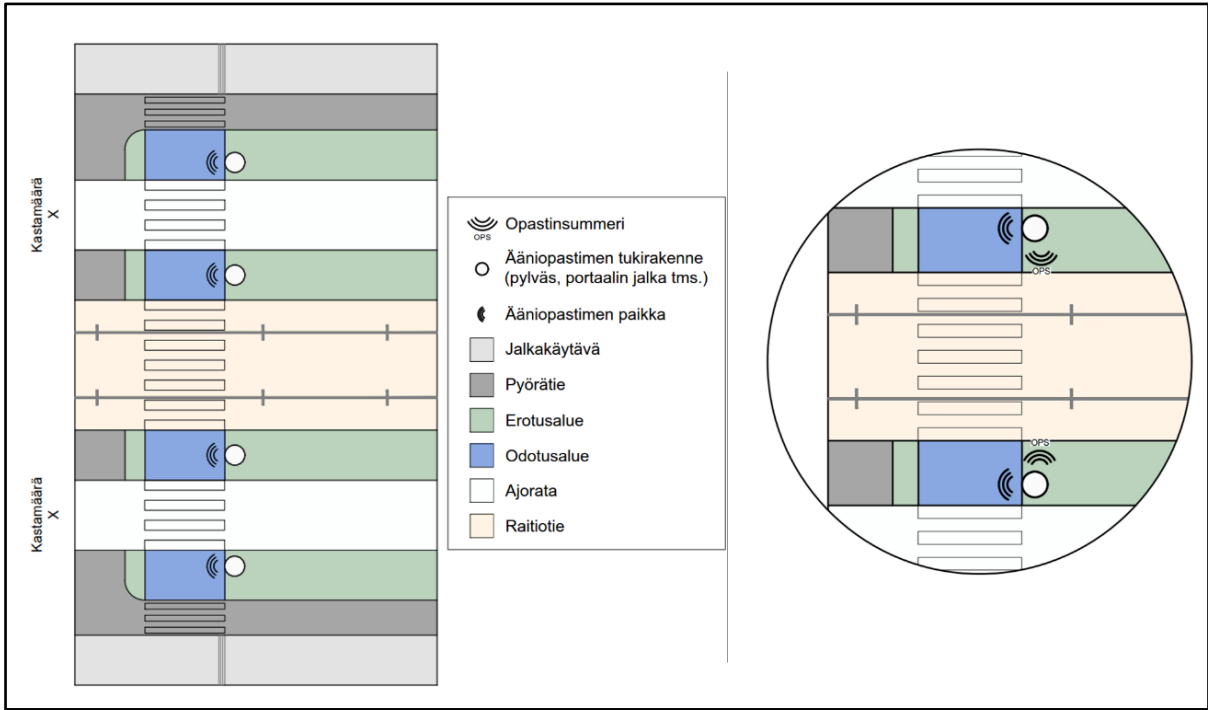 Kastamäärä
X
Kastamäärä
X
Opastinsummeri
OPS
Ääniopastimen tukirakenne
(pylväs, portaalin jalka tms.)
Ääniopastimen paikka
Jalkakäytävä
Pyörätie
Erotusalue
Odotusalue
Ajorata
Raitiotie
OPS
OPS